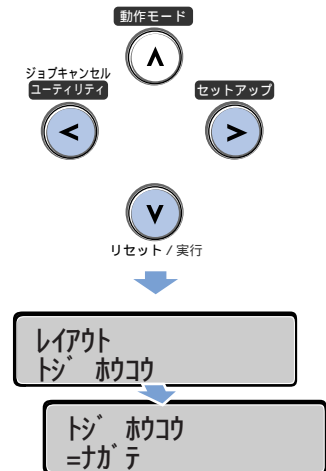 動作モード
ジョブキャンセル
ユーティリティ
セットアップ
リセット / 実行
レイアウト
トジ゛ ホウコウ
トジ゛ ホウコウ
=ナカ゛テ